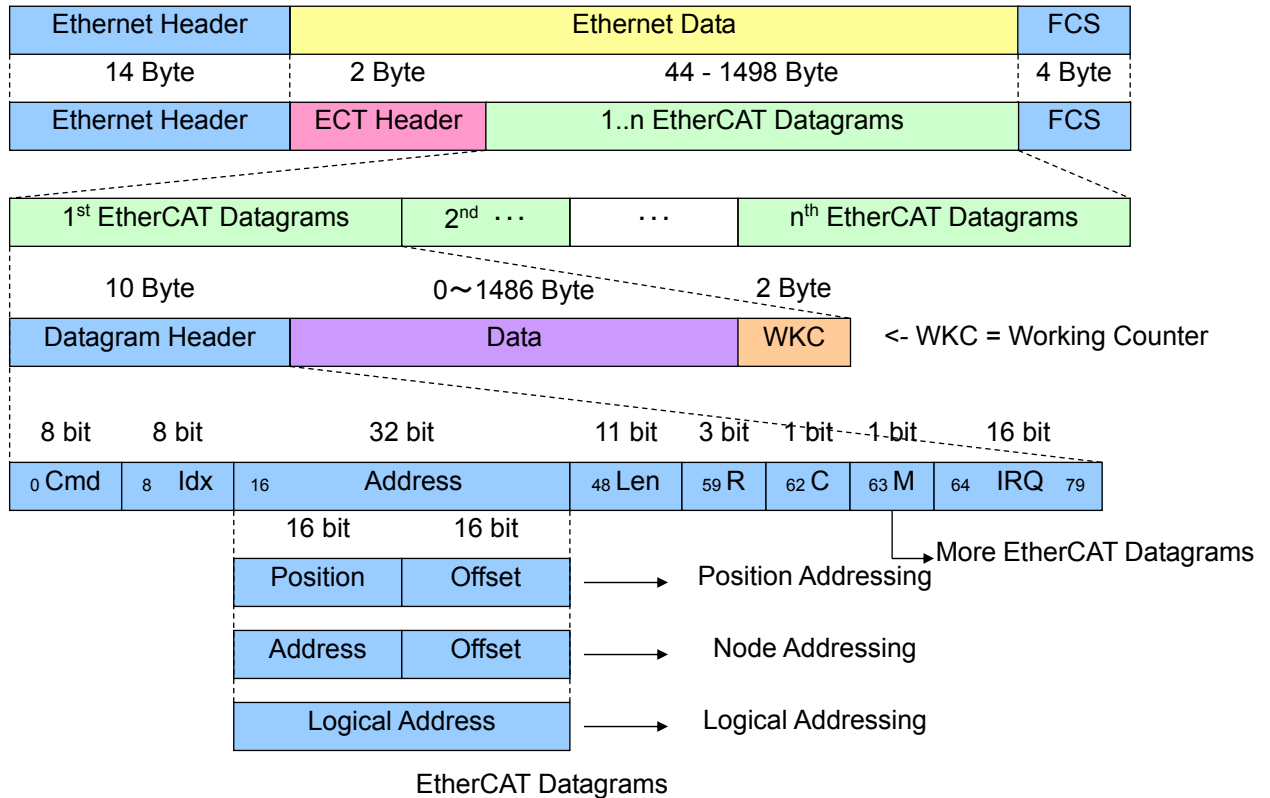 Ethernet Header Ethernet Data FCS
14 Byte 2 Byte 44 - 1498 Byte 4 Byte
Ethernet Header ECT Header 1..n EtherCAT Datagrams FCS
1st EtherCAT Datagrams 2nd ··· ··· nth EtherCAT Datagrams
10 Byte 0～1486 Byte 2 Byte
Datagram Header Data WKC <- WKC = Working Counter
8 bit 8 bit 32 bit 11 bit 3 bit 1 bit 1 bit 16 bit
0 Cmd 8 Idx 16 Address 48 Len 59 R 62 C 63 M 64 IRQ 79
16 bit 16 bit
More EtherCAT Datagrams
Position Offset Position Addressing
Address Offset Node Addressing
Logical Address Logical Addressing
EtherCAT Datagrams